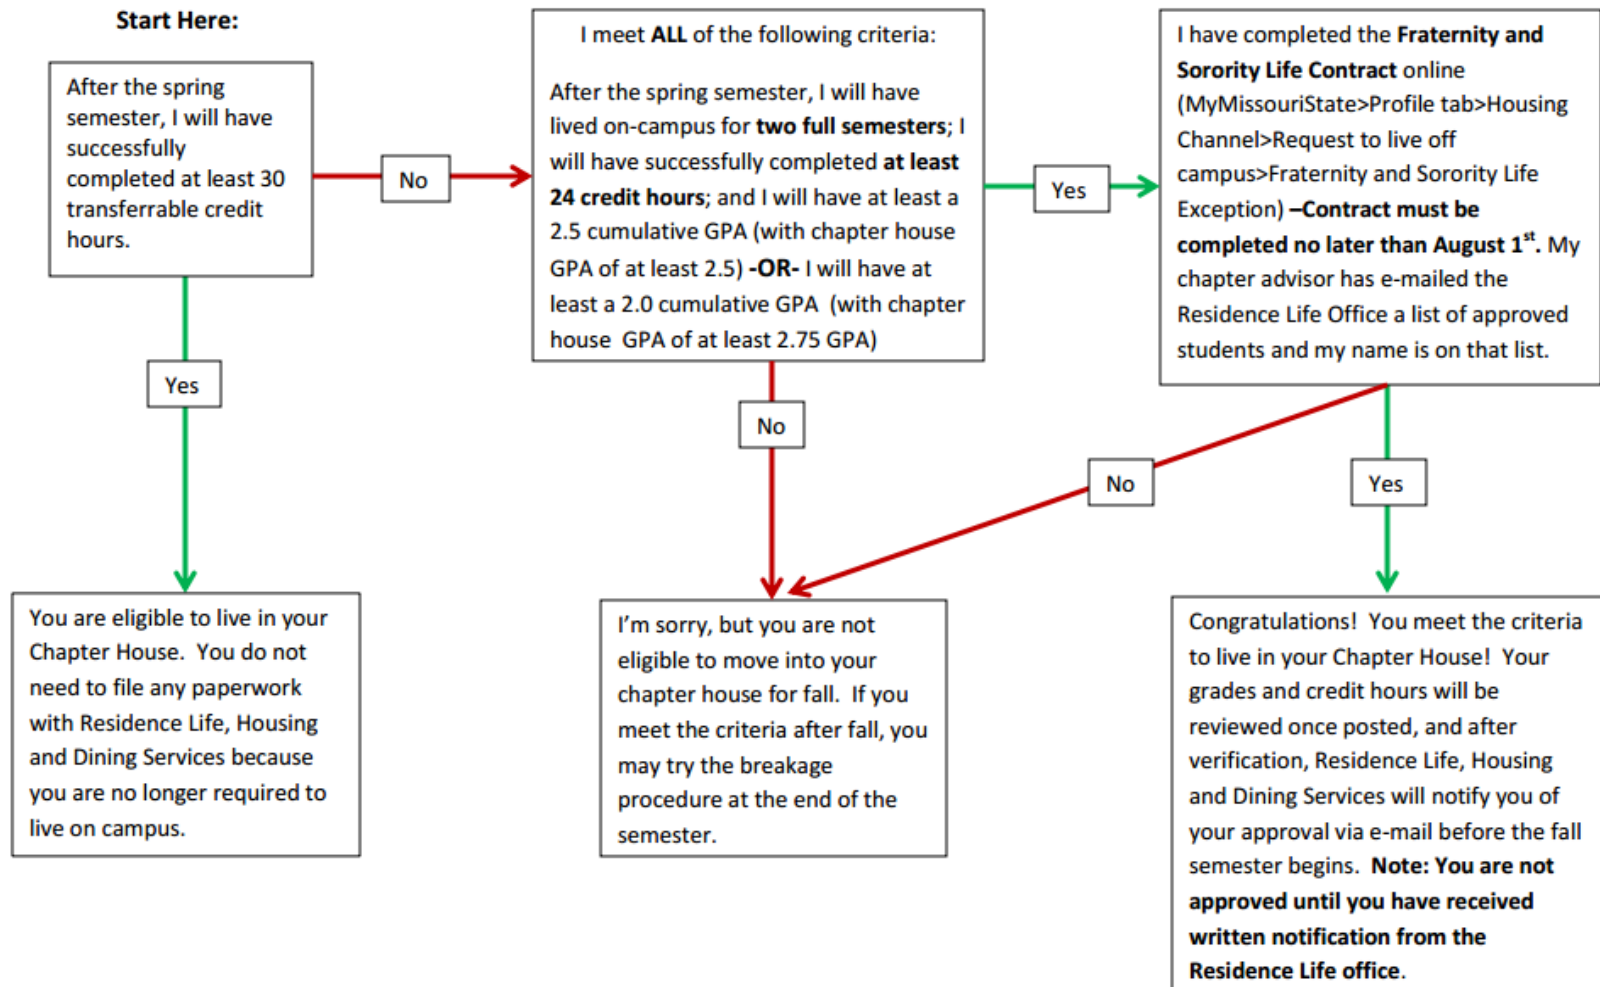 Start Here:
After the spring
semester, I will have
successfully
completed at least 30
transferrable credit
hours.
No
I meet ALL of the following criteria:
After the spring semester, I will have
lived on-campus for two full semesters; I
will have successfully completed at least
24 credit hours; and I will have at least a
2.5 cumulative GPA (with chapter house
GPA of at least 2.5) -OR- I will have at
least a 2.0 cumulative GPA (with chapter
house GPA of at least 2.75 GPA)
Yes
I have completed the Fraternity and
Sorority Life Contract online
(MyMissouriState>Profile tab>Housing
Channel>Request to live off
campus>Fraternity and Sorority Life
Exception) –Contract must be
completed no later than August 1st. My
chapter advisor has e-mailed the
Residence Life Office a list of approved
students and my name is on that list.
Yes
No
No
Yes
You are eligible to live in your
Chapter House. You do not
need to file any paperwork
with Residence Life, Housing
and Dining Services because
you are no longer required to
live on campus.
I'm sorry, but you are not
eligible to move into your
chapter house for fall. If you
meet the criteria after fall, you
may try the breakage
procedure at the end of the
semester.
Congratulations! You meet the criteria
to live in your Chapter House! Your
grades and credit hours will be
reviewed once posted, and after
verification, Residence Life, Housing
and Dining Services will notify you of
your approval via e-mail before the fall
semester begins. Note: You are not
approved until you have received
written notification from the
Residence Life office.